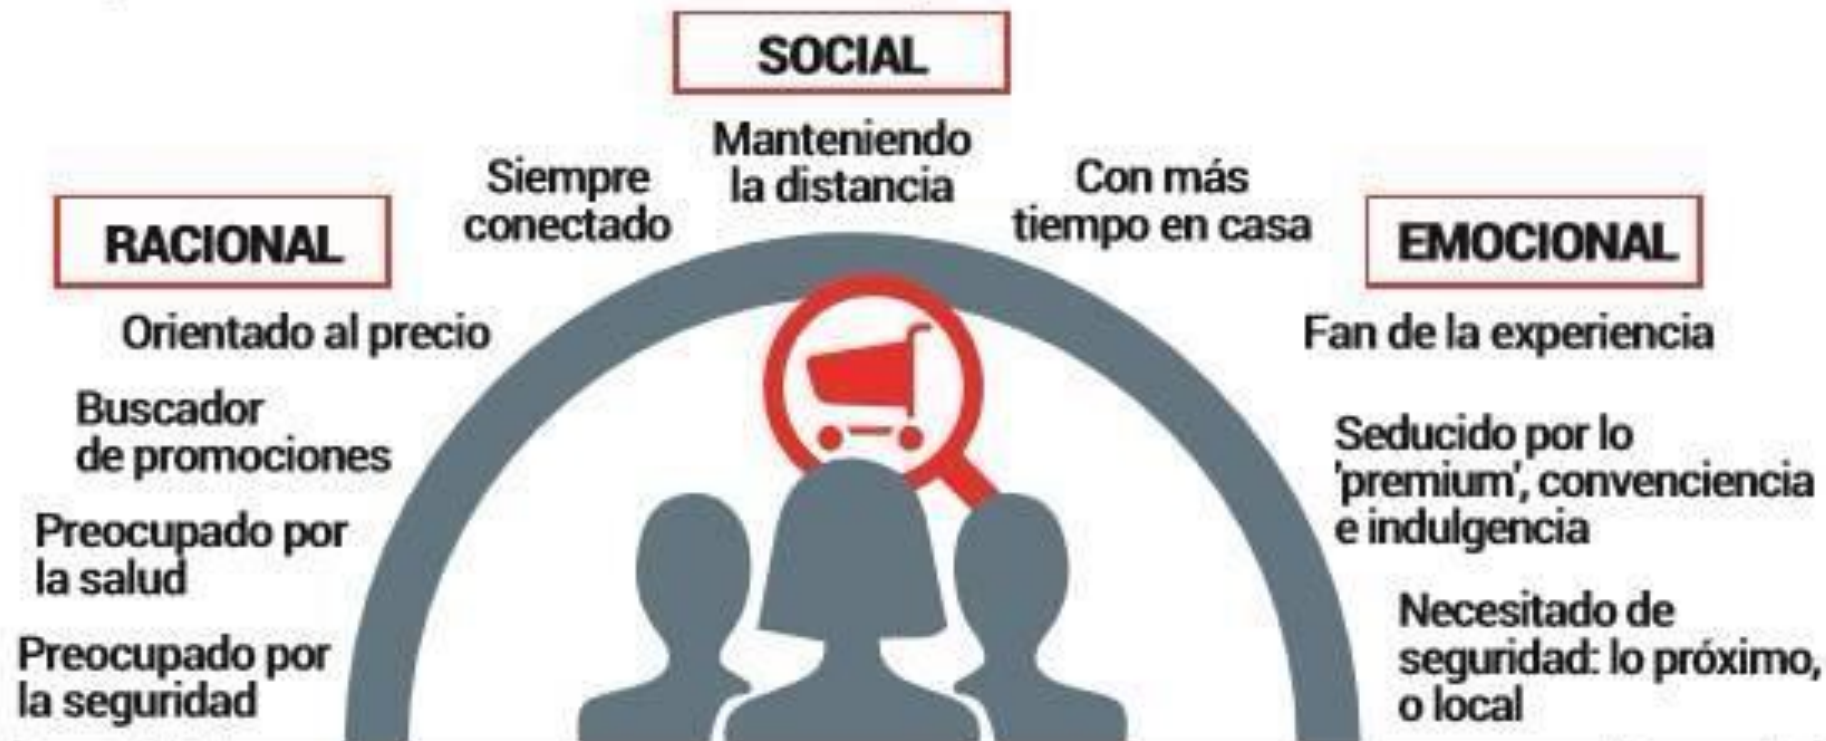 SOCIAL
Manteniendo
la distancia
Siempre
conectado
Con más
tiempo en casa
RACIONAL
Orientado al precio
Buscador
de promociones
Preocupado por
la salud
Preocupado por
la seguridad
EMOCIONAL
Fan de la experiencia
Seducido por lo
'premium', convenciencia
e indulgencia
Necesitado de
seguridad: lo próximo,
o local